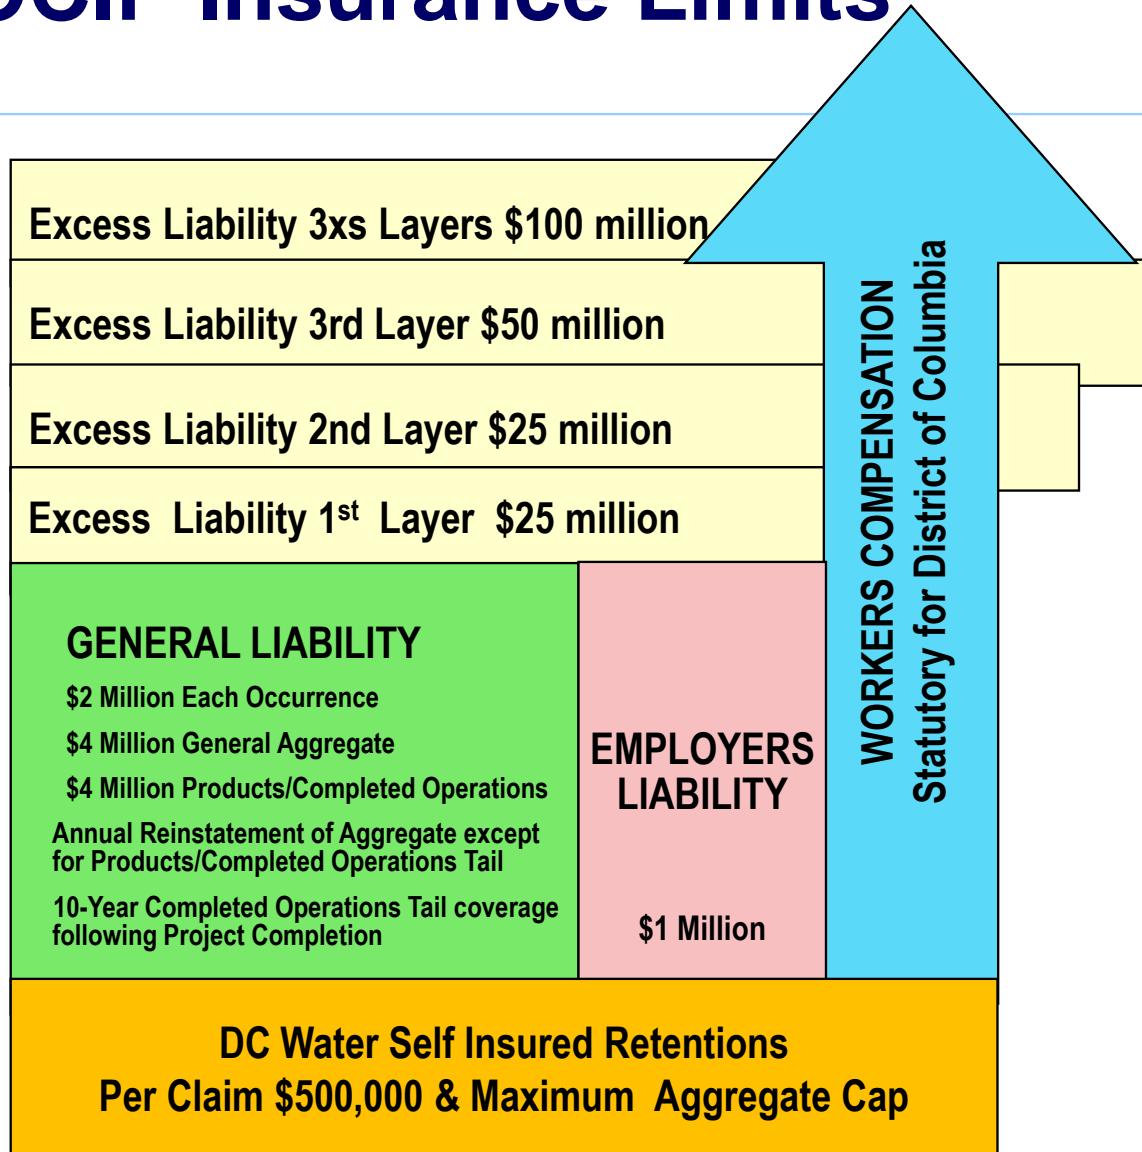 Insurance Limits
Excess Liability 3xs Layers $100 million
Excess Liability 3rd Layer $50 million
Excess Liability 2nd Layer $25 million
Excess Liability 1st Layer $25 million
GENERAL LIABILITY
$2 Million Each Occurrence
$4 Million General Aggregate
$4 Million Products/Completed Operations
Annual Reinstatement of Aggregate except
for Products/Completed Operations Tail
10-Year Completed Operations Tail coverage
following Project Completion
EMPLOYERS
LIABILITY
$1 Million
WORKERS COMPENSATION
Statutory for District of Columbia
DC Water Self Insured Retentions
Per Claim $500,000 & Maximum Aggregate Cap